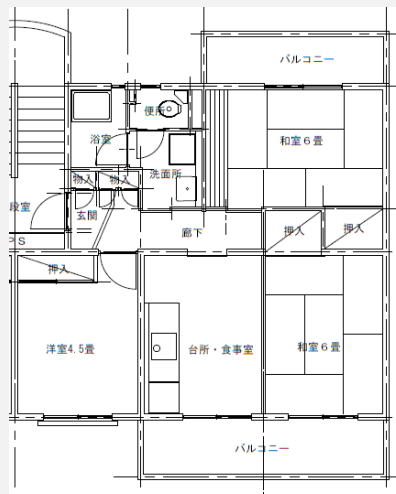 バルコニー
便所
浴室
和室６畳
物入
物入
洗面所
段室
玄関
廊下
押入
押入
PS
押入
洋室4.5畳
台所・食事室
和室６畳
バルコニー